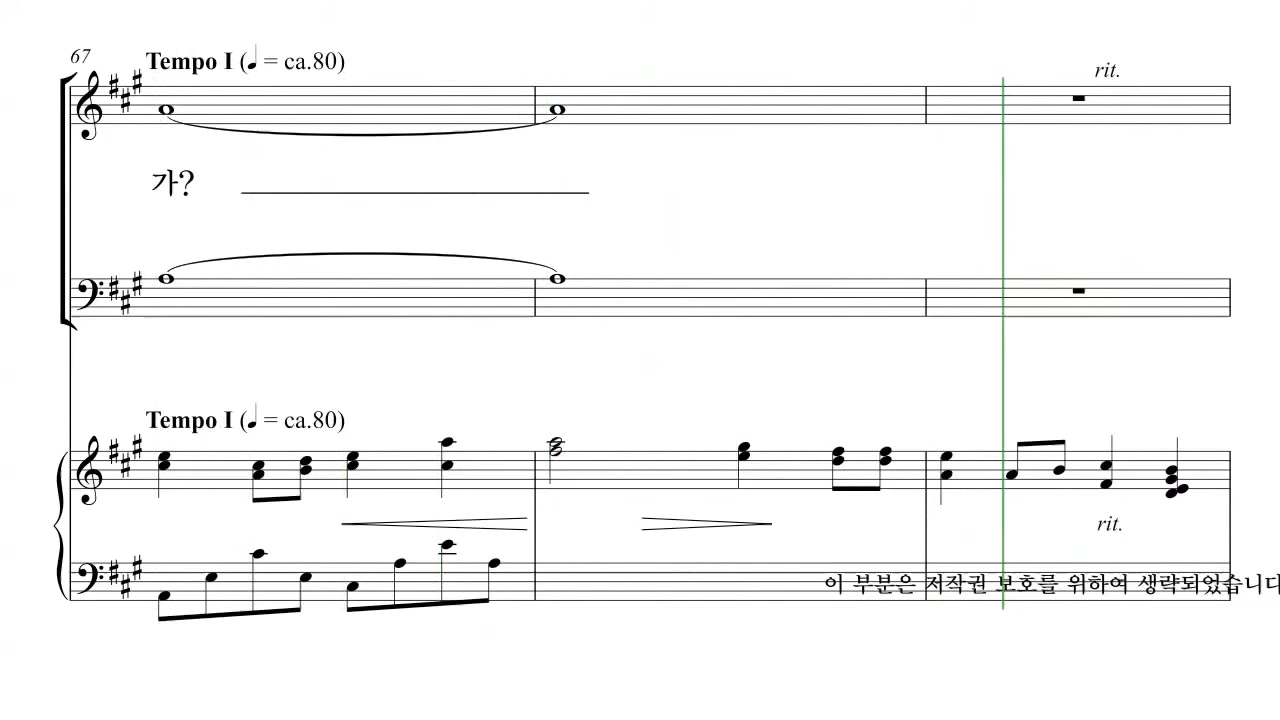 67
Tempo I (♩ = ca.80)
rit.
가?
Tempo I (♩ = ca.80)
rit.
이 부분은 저작권 보호를 위하여 생략되었습니다